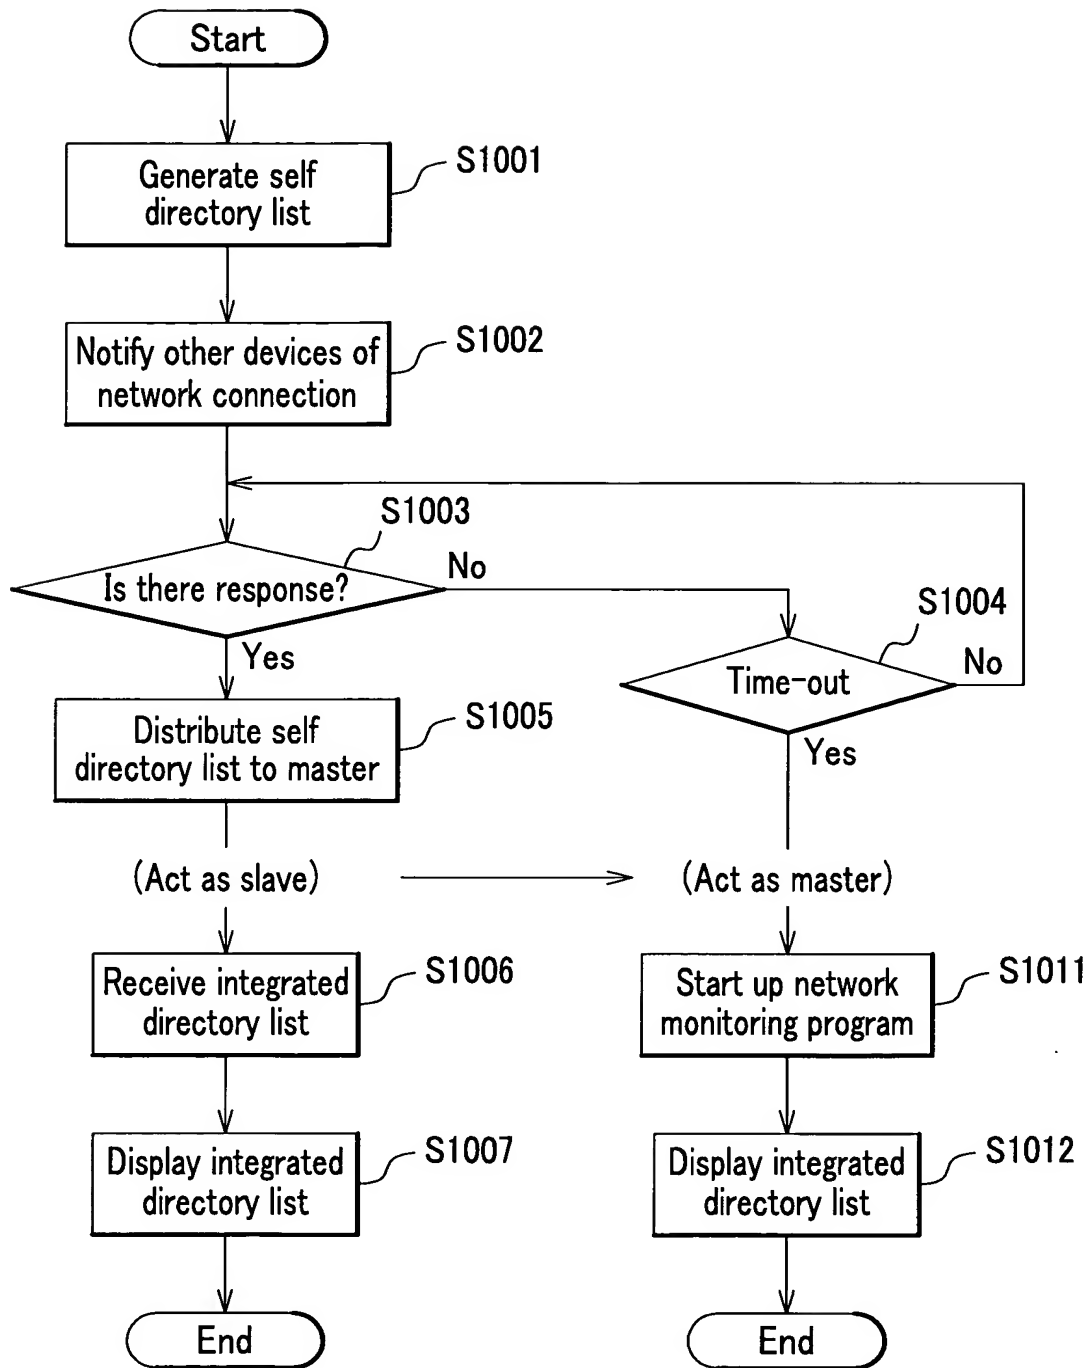 Start
Generate self
directory list
S1001
Notify other devices of
network connection
S1002
S1003
Is there response?
No
Yes
S1004
Time-out
No
Yes
Distribute self
directory list to master
S1005
(Act as slave)
(Act as master)
Receive integrated
directory list
S1006
Start up network
monitoring program
S1011
Display integrated
directory list
S1007
Display integrated
directory list
S1012
End
End